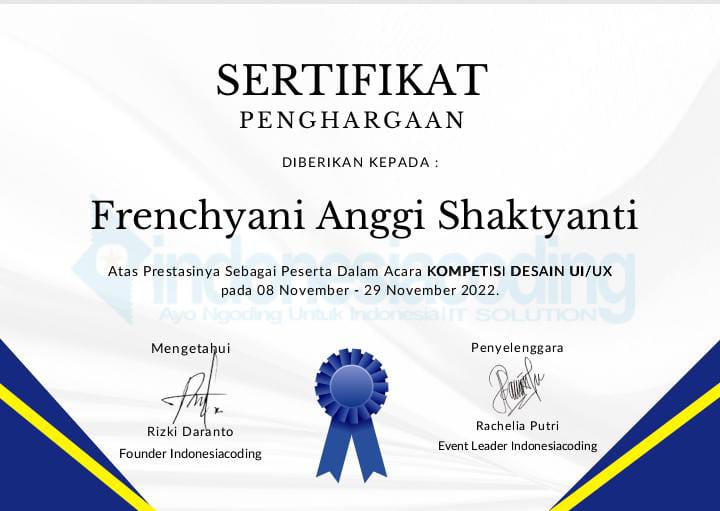 SERTIFIKAT
PENGHARGAAN
DIBERIKAN KEPADA :
Frenchyani Anggi Shaktyanti
Atas Prestasinya Sebagai Peserta Dalam Acara KOMPETISI DESAIN UI/UX
pada 08 November - 29 November 2022.
indonesiacoding
Ayo Ngoding Untuk Indonesia|IT SOLUTION
Mengetahui
Rizki Daranto
Founder Indonesiacoding
Penyelenggara
Rachelia Putri
Event Leader Indonesiacoding